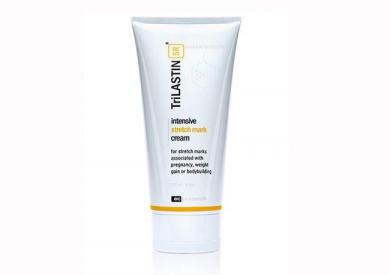 TriLASTIN SR
intensive
stretch mark
cream
for stretch marks
associated with
pregnancy, weight
gain or bodybuilding